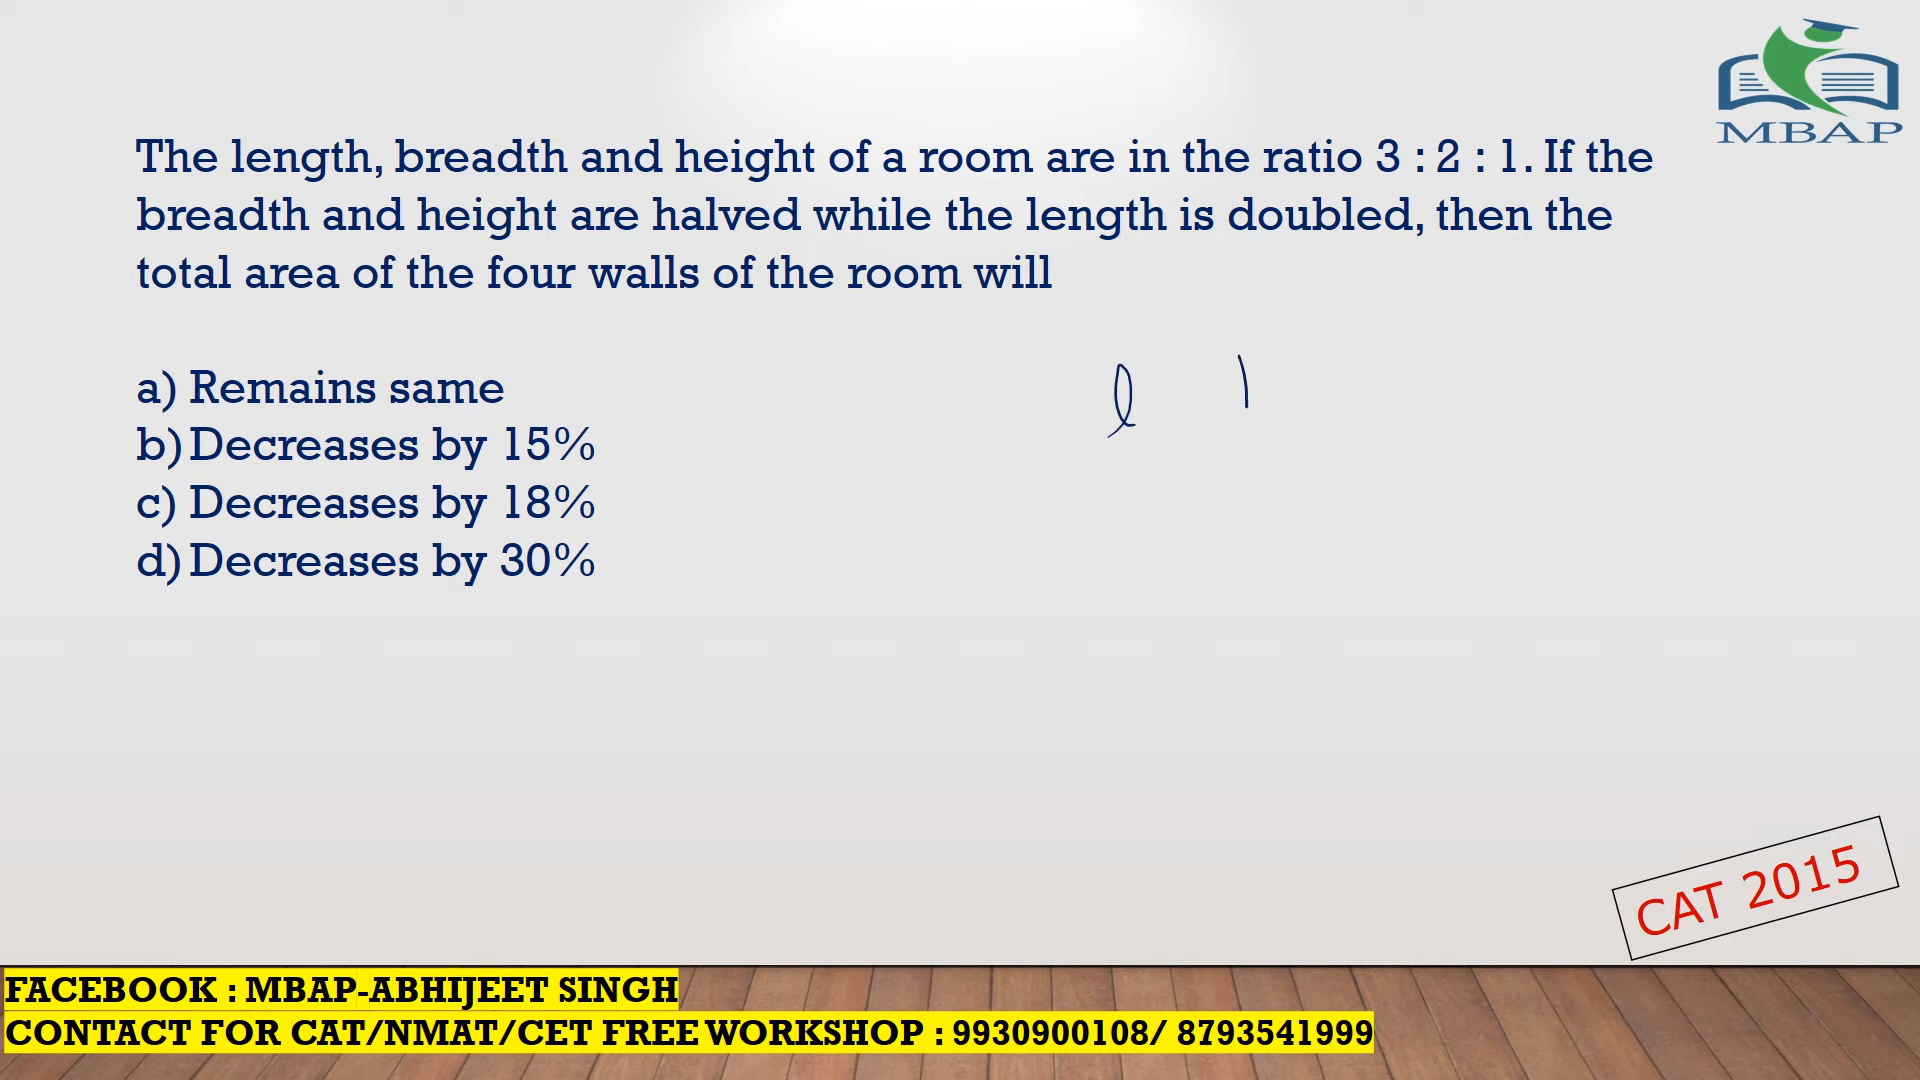 MBAP
The length, breadth and height of a room are in the ratio 3 : 2 : 1. If the
breadth and height are halved while the length is doubled, then the
total area of the four walls of the room will
a) Remains same
b) Decreases by 15%
c) Decreases by 18%
d) Decreases by 30%
l
CAT 2015
FACEBOOK : MBAP-ABHIJEET SINGH
CONTACT FOR CAT/NMAT/CET FREE WORKSHOP : 9930900108/ 8793541999